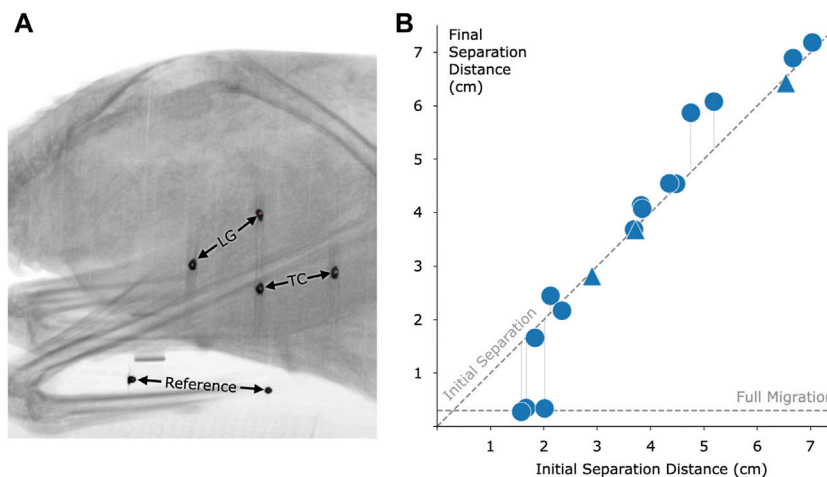 A
LG
TC
Reference
B
Final
Separation
Distance
(cm)
7
6
5
4
3
2
1
Initial Separation
Full Migration
1
2
3
4
5
6
7
Initial Separation Distance (cm)